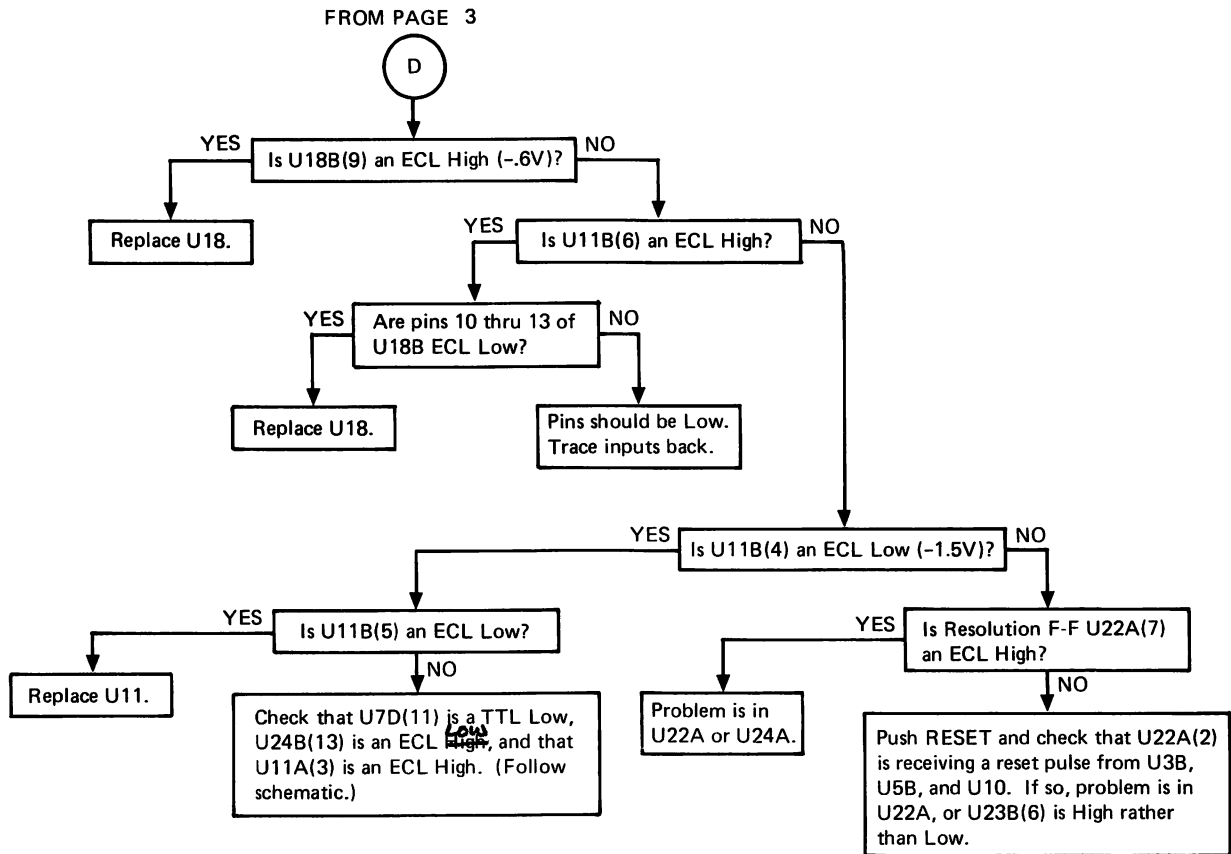 FROM PAGE 3
D
YES
Is U18B(9) an ECL High (-.6V)?
NO
Replace U18.
YES
Is U11B(6) an ECL High?
NO
YES
Are pins 10 thru 13 of
U18B ECL Low?
NO
Replace U18.
Pins should be Low.
Trace inputs back.
YES
Is U11B(4) an ECL Low (-1.5V)?
NO
YES
Is U11B(5) an ECL Low?
NO
Replace U11.
Check that U7D(11) is a TTL Low,
LOW
U24B(13) is an ECL High, and that
U11A(3) is an ECL High. (Follow
schematic.)
YES
Is Resolution F-F U22A(7)
an ECL High?
NO
Problem is in
U22A or U24A.
Push RESET and check that U22A(2)
is receiving a reset pulse from U3B,
U5B, and U10. If so, problem is in
U22A, or U23B(6) is High rather
than Low.